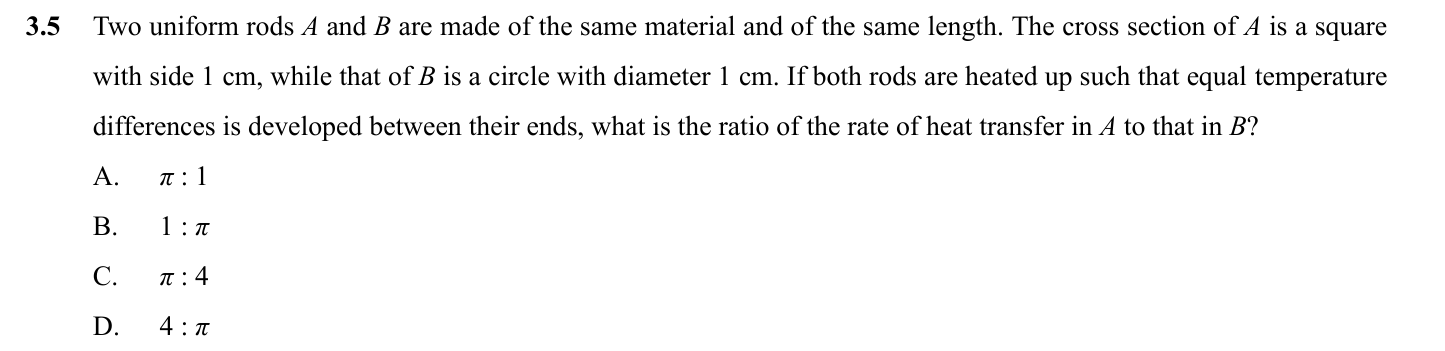 3.5 Two uniform rods A and B are made of the same material and of the same length. The cross section of A is a square
with side 1 cm, while that of B is a circle with diameter 1 cm. If both rods are heated up such that equal temperature
differences is developed between their ends, what is the ratio of the rate of heat transfer in A to that in B?
A. π : 1
B. 1 : π
C. π : 4
D. 4 : π